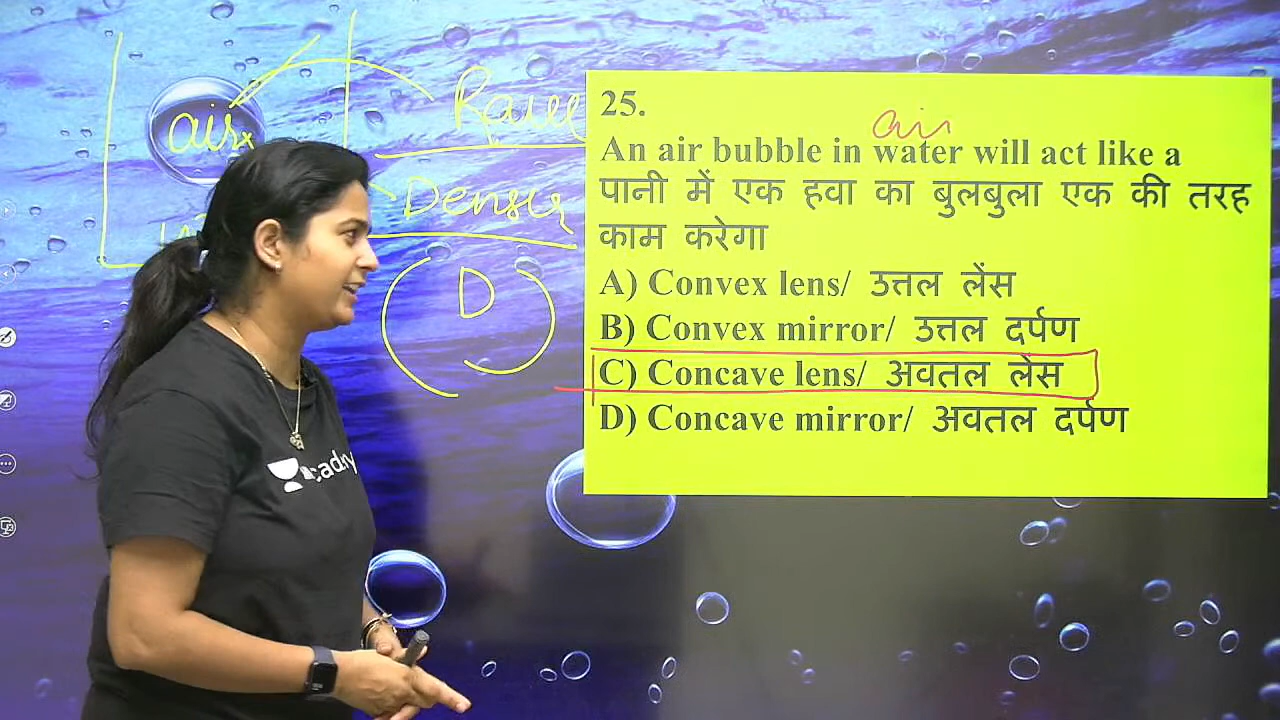 air
Denser
D
25.
air
An air bubble in water will act like a
पानी में एक हवा का बुलबुला एक की तरह
काम करेगा
A) Convex lens/ उत्तल लेंस
B) Convex mirror/ उत्तल दर्पण
C) Concave lens/ अवतल लेंस
D) Concave mirror/ अवतल दर्पण